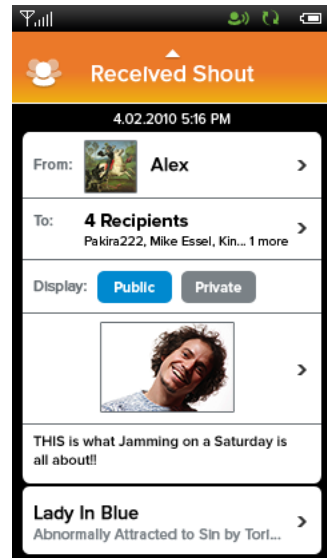 Received Shout
4.02.2010 5:16 PM
From: Alex
To: 4 Recipients
Pakira222, Mike Essel, Kin... 1 more
Display: Public Private
THIS is what Jamming on a Saturday is
all about!!
Lady In Blue
Abnormally Attracted to Sin by Tori...